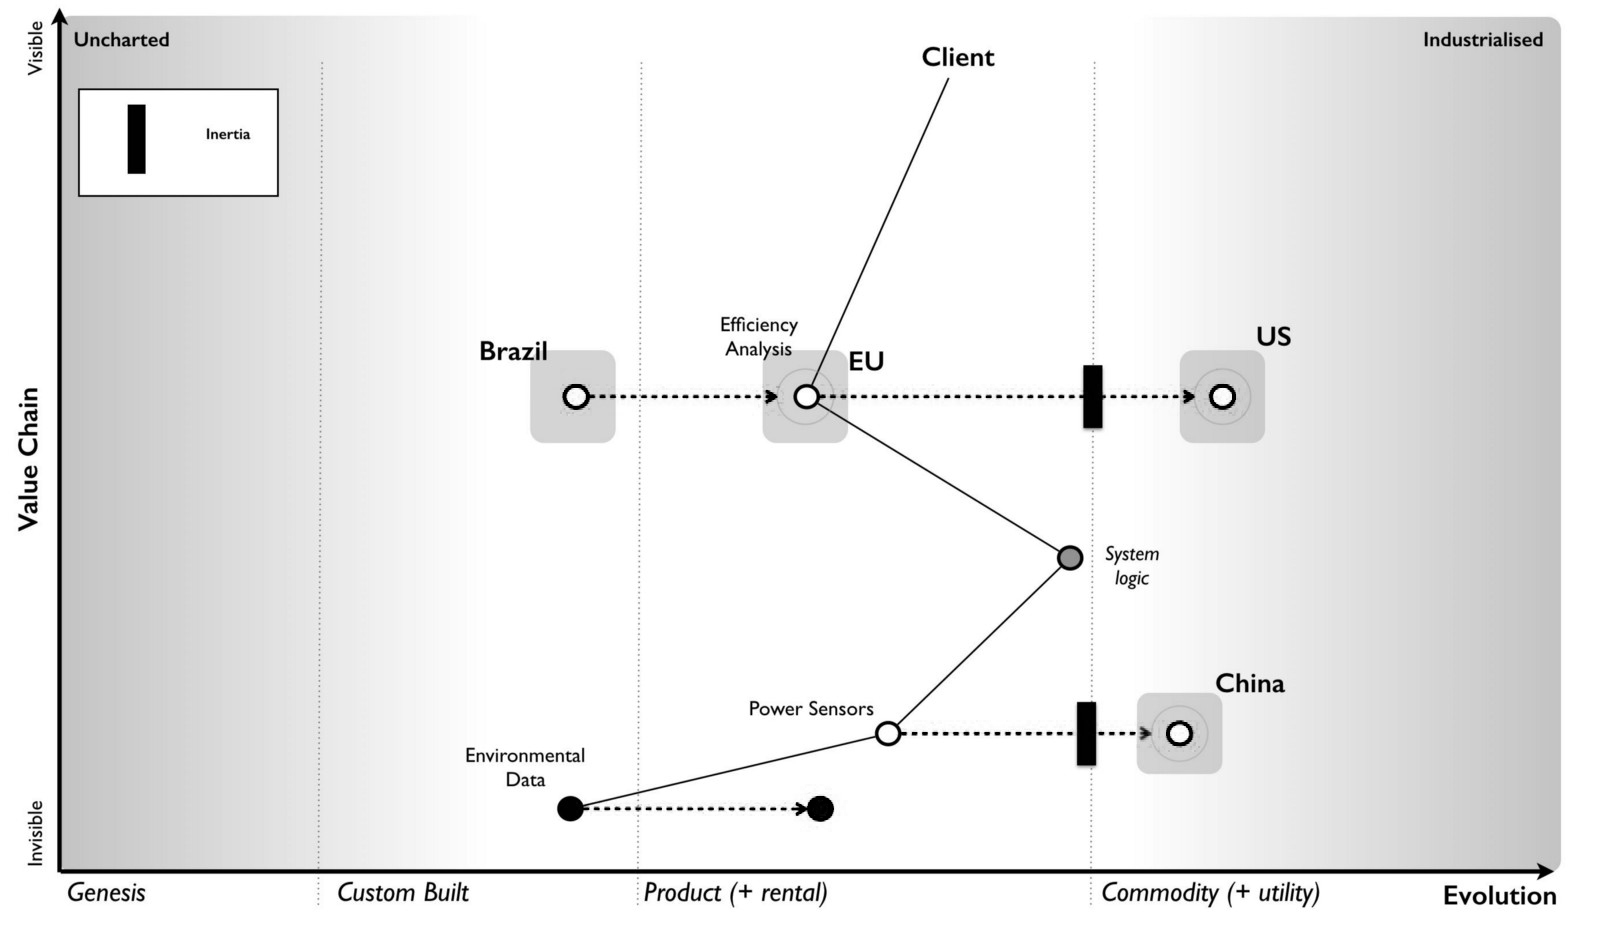 Visible
Uncharted
Industrialised
Client
Inertia
Efficiency
Analysis
Brazil
EU
US
Value Chain
System
logic
China
Power Sensors
Environmental
Data
Invisible
Genesis
Custom Built
Product (+ rental)
Commodity (+ utility)
Evolution